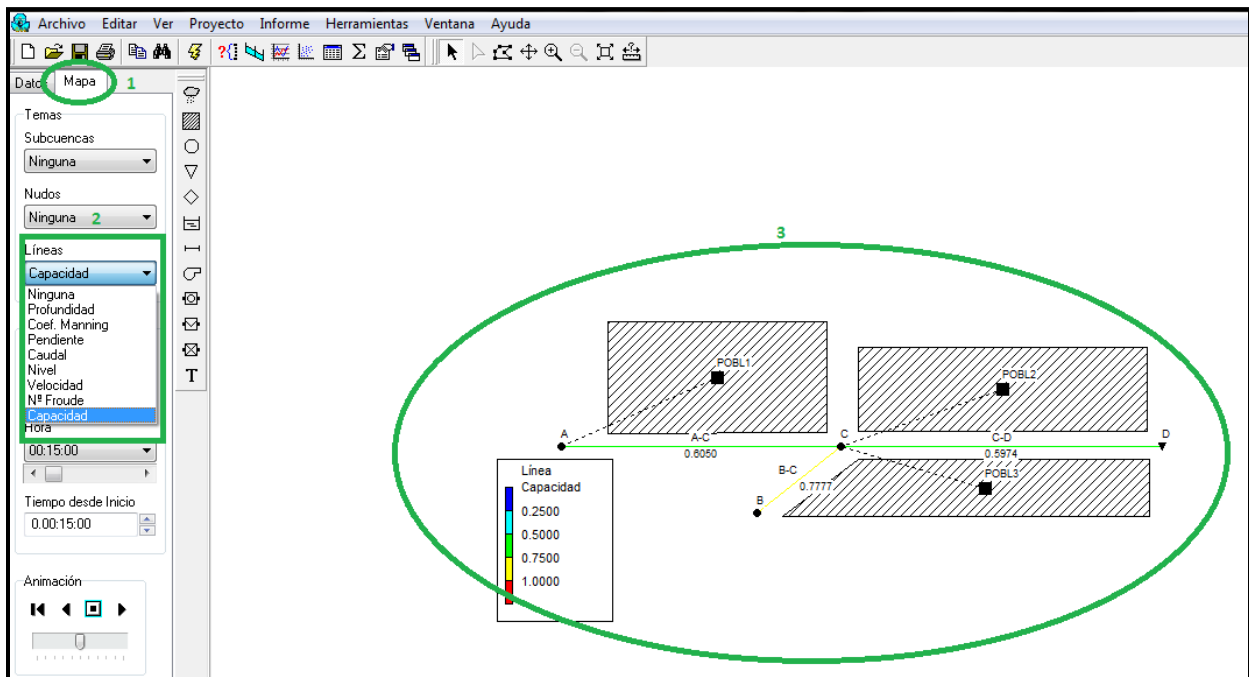 Archivo Editar Ver Proyecto Informe Herramientas Ventana Ayuda
Datos Mapa 1
Temas
Subcuencas
Ninguna
Nudos
Ninguna 2
Líneas
Capacidad
Ninguna
Profundidad
Coef. Manning
Pendiente
Caudal
Nivel
Velocidad
Nº Froude
Capacidad
Hora
00:15:00
Tiempo desde Inicio
0.00:15:00
Animación
T
3
POBL1
POBL2
A
A-C
0.6050
C
C-D
0.5974
D
B-C
0.7777
B
POBL3
Línea
Capacidad
0.2500
0.5000
0.7500
1.0000